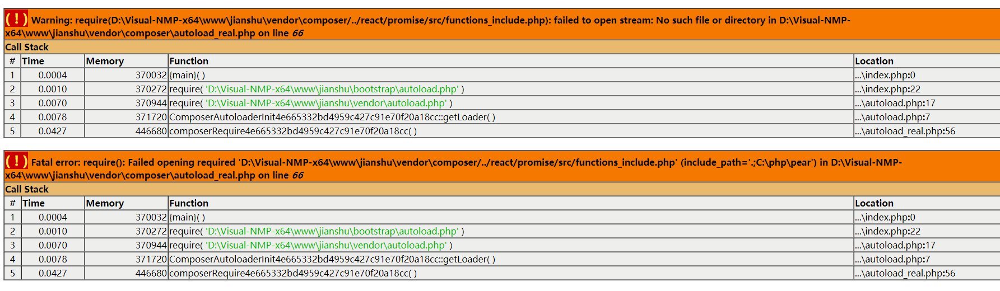 (!) Warning: require(D:\Visual-NMP-x64\www\jianshu\vendor\composer/../react/promise/src/functions_include.php): failed to open stream: No such file or directory in D:\Visual-NMP-
x64\www\jianshu\vendor\composer\autoload_real.php on line 66
Call Stack
# Time Memory Function Location
1 0.0004 370032 {main}( ) ...\index.php:0
2 0.0010 370272 require( 'D:\Visual-NMP-x64\www\jianshu\bootstrap\autoload.php' ) ...\index.php:22
3 0.0070 370944 require( 'D:\Visual-NMP-x64\www\jianshu\vendor\autoload.php' ) ...\autoload.php:17
4 0.0078 371720 ComposerAutoloaderInit4e665332bd4959c427c91e70f20a18cc::getLoader( ) ...\autoload.php:7
5 0.0427 446680 composerRequire4e665332bd4959c427c91e70f20a18cc( ) ...\autoload_real.php:56
(!) Fatal error: require(): Failed opening required 'D:\Visual-NMP-x64\www\jianshu\vendor\composer/../react/promise/src/functions_include.php' (include_path='.;C:\php\pear') in D:\Visual-NMP-
x64\www\jianshu\vendor\composer\autoload_real.php on line 66
Call Stack
# Time Memory Function Location
1 0.0004 370032 {main}( ) ...\index.php:0
2 0.0010 370272 require( 'D:\Visual-NMP-x64\www\jianshu\bootstrap\autoload.php' ) ...\index.php:22
3 0.0070 370944 require( 'D:\Visual-NMP-x64\www\jianshu\vendor\autoload.php' ) ...\autoload.php:17
4 0.0078 371720 ComposerAutoloaderInit4e665332bd4959c427c91e70f20a18cc::getLoader( ) ...\autoload.php:7
5 0.0427 446680 composerRequire4e665332bd4959c427c91e70f20a18cc( ) ...\autoload_real.php:56